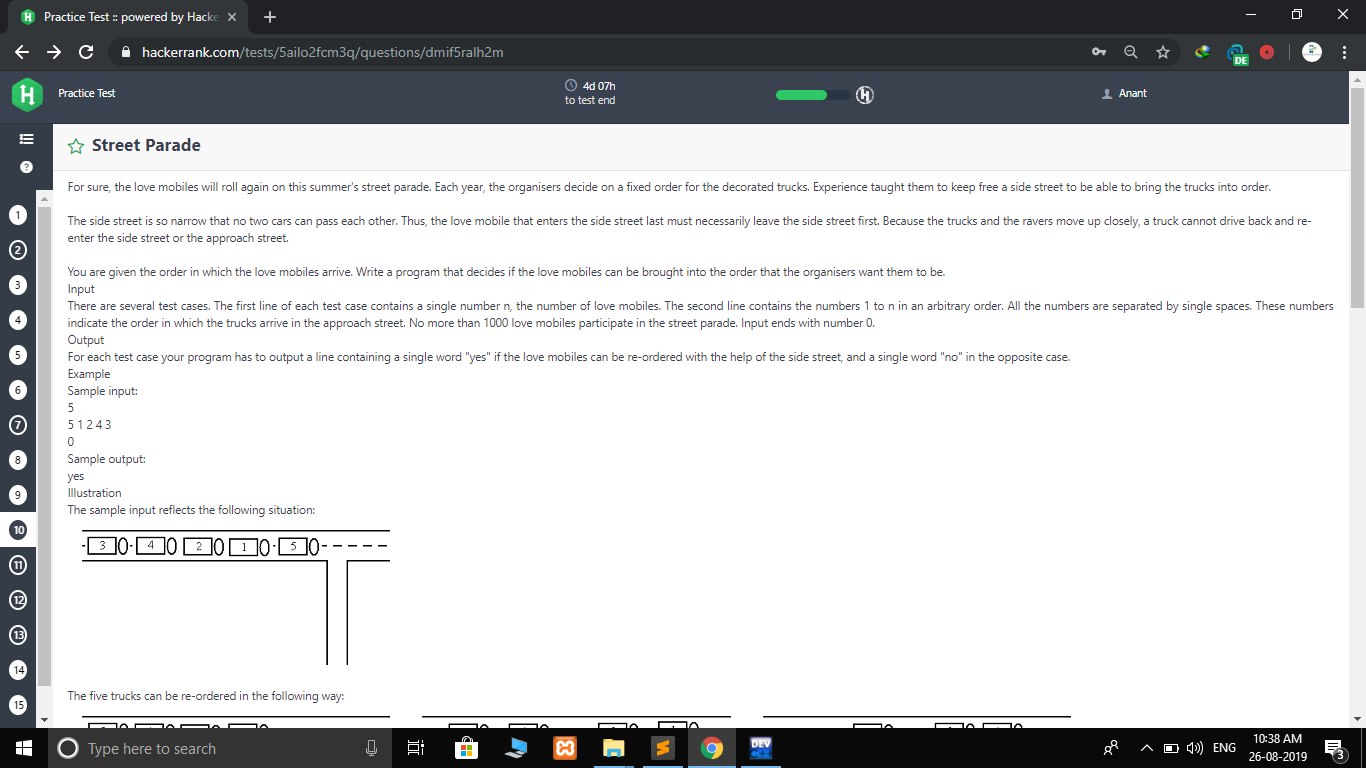 Practice Test :: powered by Hacke
hackerrank.com/tests/5ailo2fcm3q/questions/dmif5ralh2m
DE
H
Practice Test
4d 07h
to test end
Anant
Street Parade
For sure, the love mobiles will roll again on this summer's street parade. Each year, the organisers decide on a fixed order for the decorated trucks. Experience taught them to keep free a side street to be able to bring the trucks into order.
The side street is so narrow that no two cars can pass each other. Thus, the love mobile that enters the side street last must necessarily leave the side street first. Because the trucks and the ravers move up closely, a truck cannot drive back and re-
enter the side street or the approach street.
You are given the order in which the love mobiles arrive. Write a program that decides if the love mobiles can be brought into the order that the organisers want them to be.
Input
There are several test cases. The first line of each test case contains a single number n, the number of love mobiles. The second line contains the numbers 1 to n in an arbitrary order. All the numbers are separated by single spaces. These numbers
indicate the order in which the trucks arrive in the approach street. No more than 1000 love mobiles participate in the street parade. Input ends with number 0.
Output
For each test case your program has to output a line containing a single word "yes" if the love mobiles can be re-ordered with the help of the side street, and a single word "no" in the opposite case.
Example
Sample input:
5
5 1 2 4 3
0
Sample output:
yes
Illustration
The sample input reflects the following situation:
3 4 2 1 5
The five trucks can be re-ordered in the following way:
?
1
2
3
4
5
6
7
8
9
10
11
12
13
14
15
Type here to search
DEV
ENG
10:38 AM
26-08-2019
3